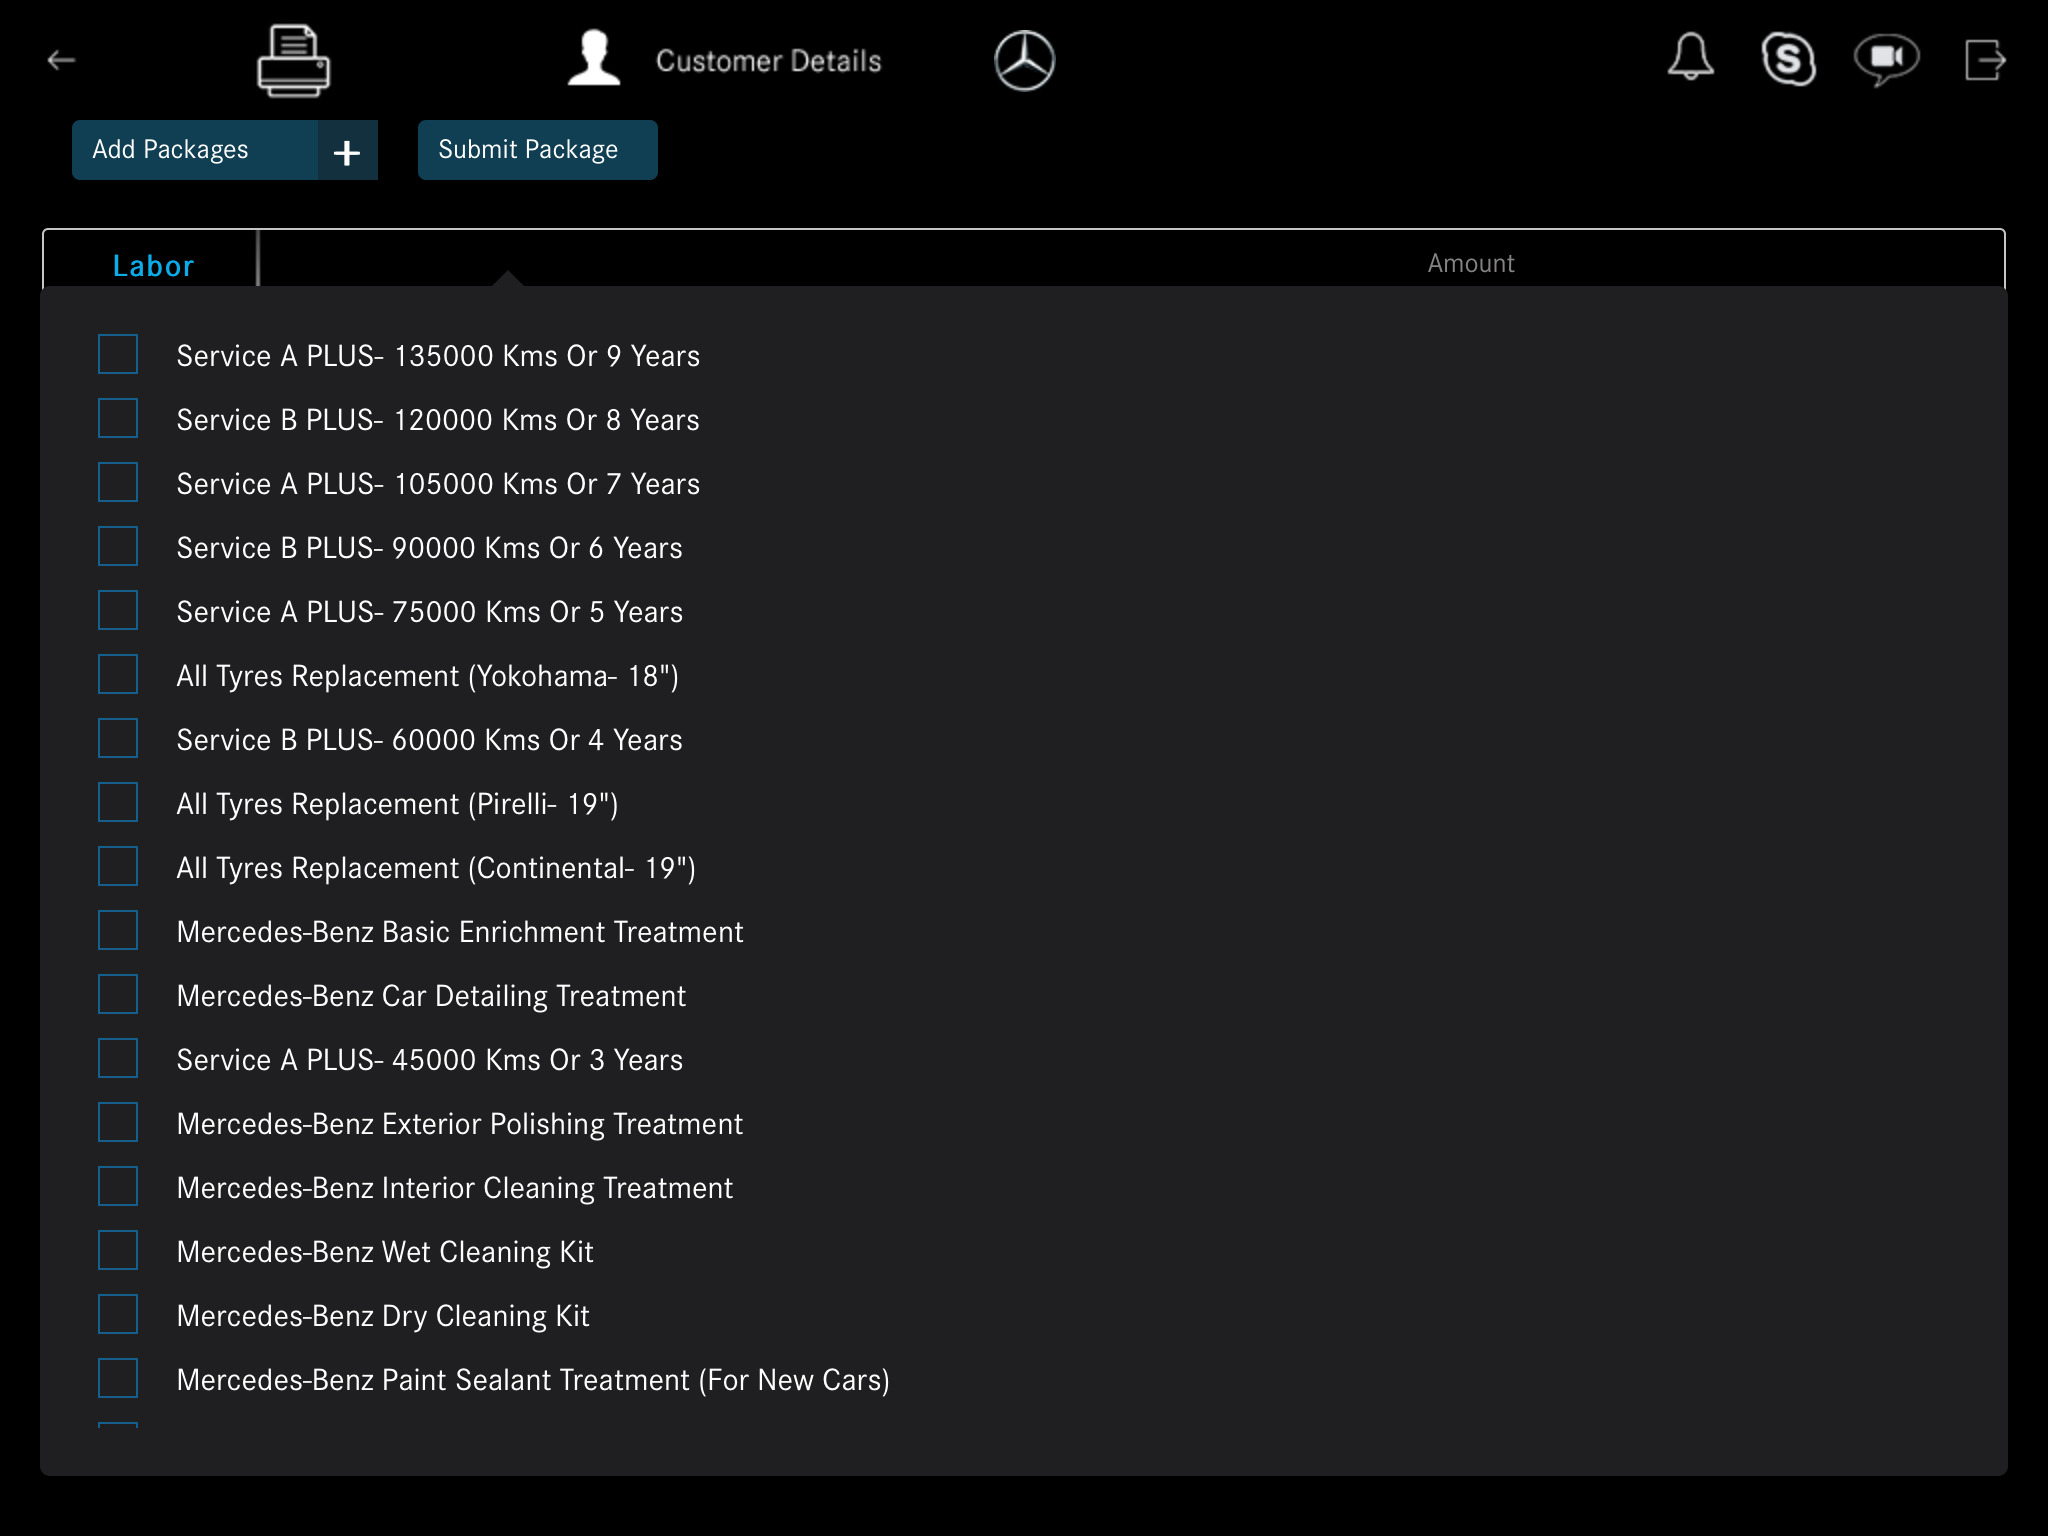 Customer Details
Add Packages +
Submit Package
Labor
Amount
Service A PLUS- 135000 Kms Or 9 Years
Service B PLUS- 120000 Kms Or 8 Years
Service A PLUS- 105000 Kms Or 7 Years
Service B PLUS- 90000 Kms Or 6 Years
Service A PLUS- 75000 Kms Or 5 Years
All Tyres Replacement (Yokohama- 18")
Service B PLUS- 60000 Kms Or 4 Years
All Tyres Replacement (Pirelli- 19")
All Tyres Replacement (Continental- 19")
Mercedes-Benz Basic Enrichment Treatment
Mercedes-Benz Car Detailing Treatment
Service A PLUS- 45000 Kms Or 3 Years
Mercedes-Benz Exterior Polishing Treatment
Mercedes-Benz Interior Cleaning Treatment
Mercedes-Benz Wet Cleaning Kit
Mercedes-Benz Dry Cleaning Kit
Mercedes-Benz Paint Sealant Treatment (For New Cars)